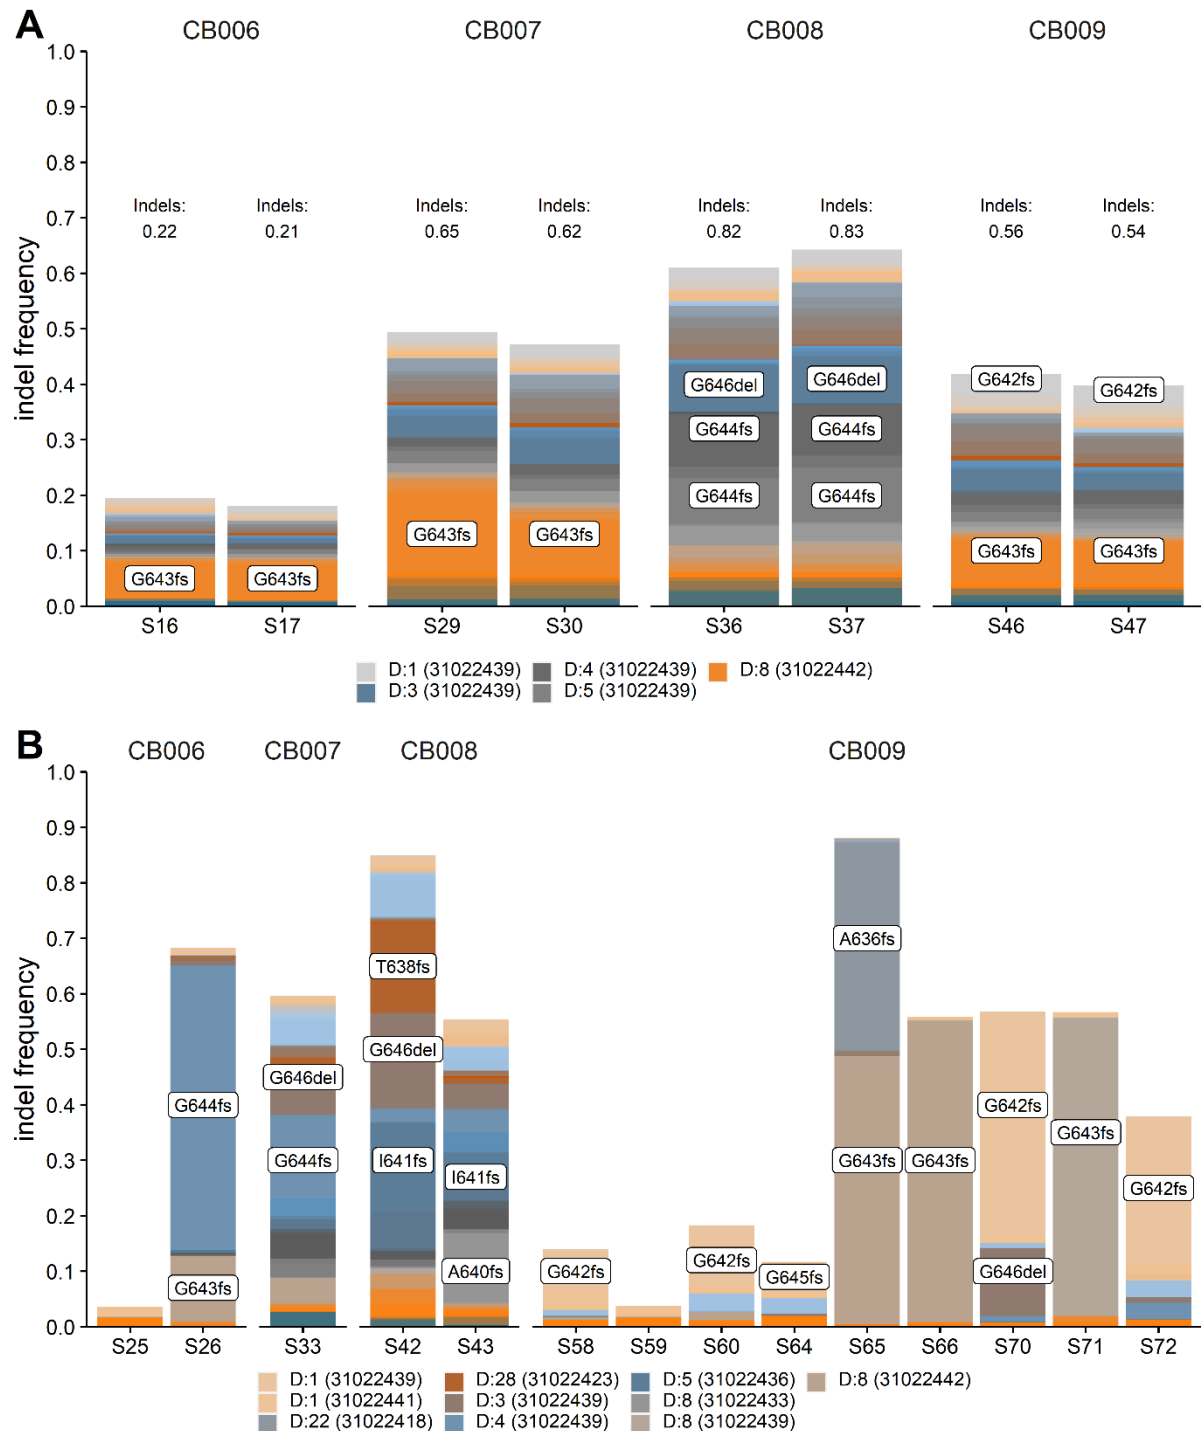 A
CB006 CB007 CB008 CB009
1.0
0.9
0.8
0.7
0.6
0.5
0.4
0.3
0.2
0.1
0.0
indel frequency
Indels: Indels: Indels: Indels: Indels: Indels: Indels: Indels:
0.22 0.21 0.65 0.62 0.82 0.83 0.56 0.54
G646del G646del G642fs G642fs
G644fs G644fs
G644fs G644fs
G643fs G643fs G643fs G643fs G643fs G643fs
S16 S17 S29 S30 S36 S37 S46 S47
D:1 (31022439) D:4 (31022439) D:8 (31022442)
D:3 (31022439) D:5 (31022439)
B
CB006 CB007 CB008 CB009
1.0
0.9
0.8
0.7
0.6
0.5
0.4
0.3
0.2
0.1
0.0
indel frequency
T638fs A636fs
G646del G646del
G644fs G642fs
G644fs I641fs I641fs G643fs G643fs G643fs G642fs
G643fs A640fs G642fs G642fs G645fs G646del
S25 S26 S33 S42 S43 S58 S59 S60 S64 S65 S66 S70 S71 S72
D:1 (31022439) D:28 (31022423) D:5 (31022436) D:8 (31022442)
D:1 (31022441) D:3 (31022439) D:8 (31022433)
D:22 (31022418) D:4 (31022439) D:8 (31022439)